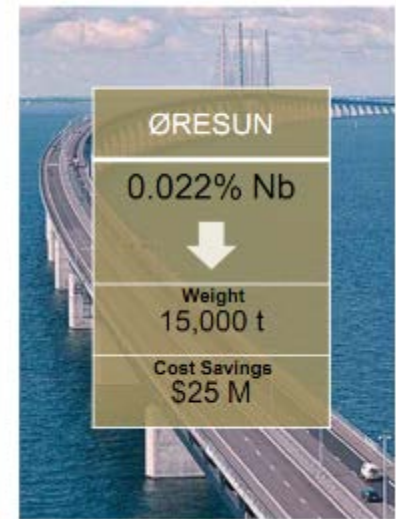 ØRESUN
0.022% Nb
Weight
15,000 t
Cost Savings
$25 M